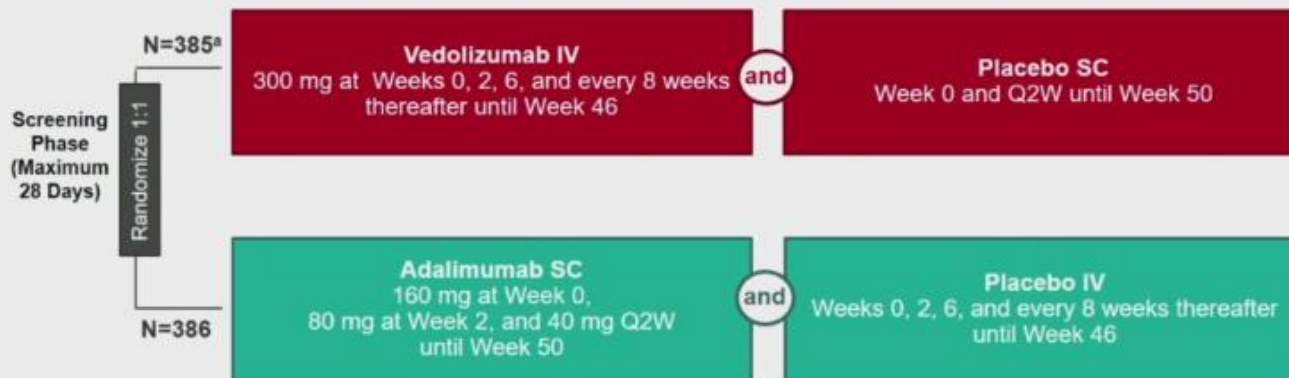 N=385ᵃ
Screening
Phase
(Maximum
28 Days)
Randomize 1:1
N=386
Vedolizumab IV
300 mg at Weeks 0, 2, 6, and every 8 weeks
thereafter until Week 46
and
Placebo SC
Week 0 and Q2W until Week 50
Adalimumab SC
160 mg at Week 0,
80 mg at Week 2, and 40 mg Q2W
until Week 50
and
Placebo IV
Weeks 0, 2, 6, and every 8 weeks thereafter
until Week 46